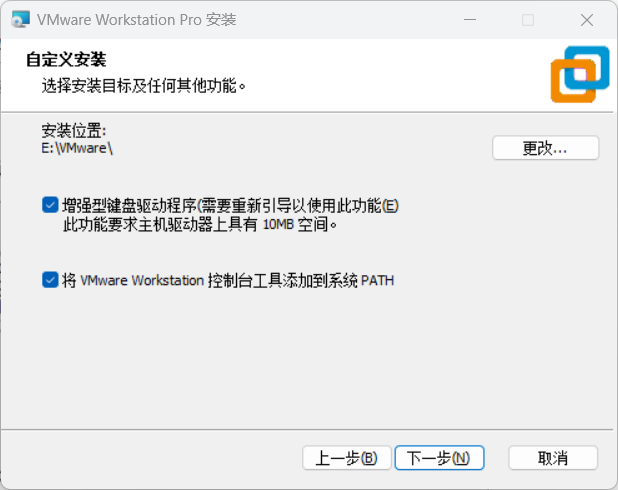 VMware Workstation Pro 安装
自定义安装
选择安装目标及任何其他功能。
安装位置:
E:\VMware\
更改...
增强型键盘驱动程序(需要重新引导以使用此功能(E)
此功能要求主机驱动器上具有 10MB 空间。
将 VMware Workstation 控制台工具添加到系统 PATH
上一步(B)
下一步(N)
取消